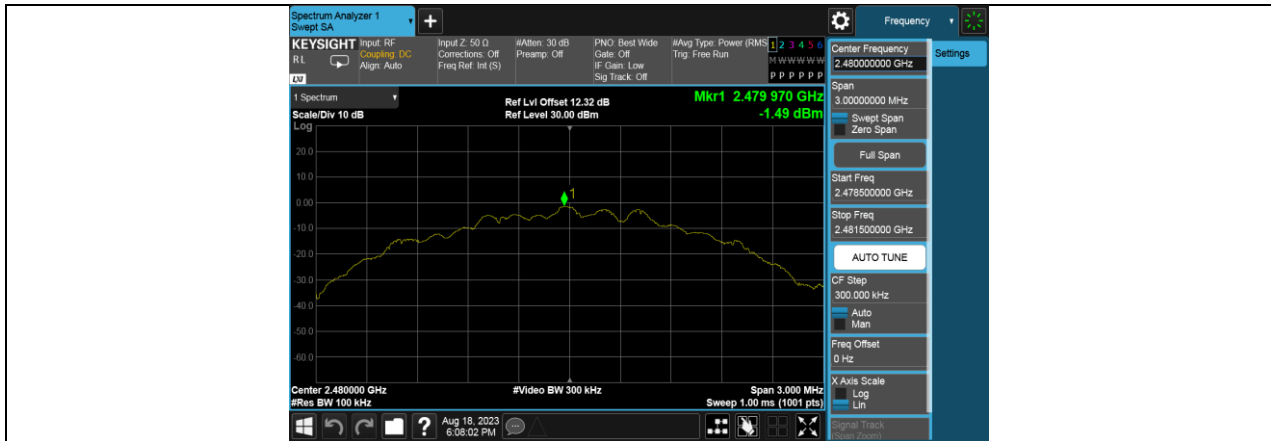 Spectrum Analyzer 1
Swept SA
+
Frequency
KEYSIGHT
RL
LXI
Input: RF
Coupling: DC
Align: Auto
Input Z: 50 Ω
Corrections: Off
Freq Ref: Int (S)
#Atten: 30 dB
Preamp: Off
PNO: Best Wide
Gate: Off
IF Gain: Low
Sig Track: Off
#Avg Type: Power (RMS
Trig: Free Run
1 2 3 4 5 6
M W W W W W
P P P P P P
1 Spectrum
Scale/Div 10 dB
Log
Ref Lvl Offset 12.32 dB
Ref Level 30.00 dBm
Mkr1 2.479 970 GHz
-1.49 dBm
20.0
10.0
0.00
-10.0
-20.0
-30.0
-40.0
-50.0
-60.0
1
Center 2.480000 GHz
#Res BW 100 kHz
#Video BW 300 kHz
Span 3.000 MHz
Sweep 1.00 ms (1001 pts)
?
Aug 18, 2023
6:08:02 PM
Center Frequency
2.480000000 GHz
Settings
Span
3.00000000 MHz
Swept Span
Zero Span
Full Span
Start Freq
2.478500000 GHz
Stop Freq
2.481500000 GHz
AUTO TUNE
CF Step
300.000 kHz
Auto
Man
Freq Offset
0 Hz
X Axis Scale
Log
Lin
Signal Track
(Span Zoom)